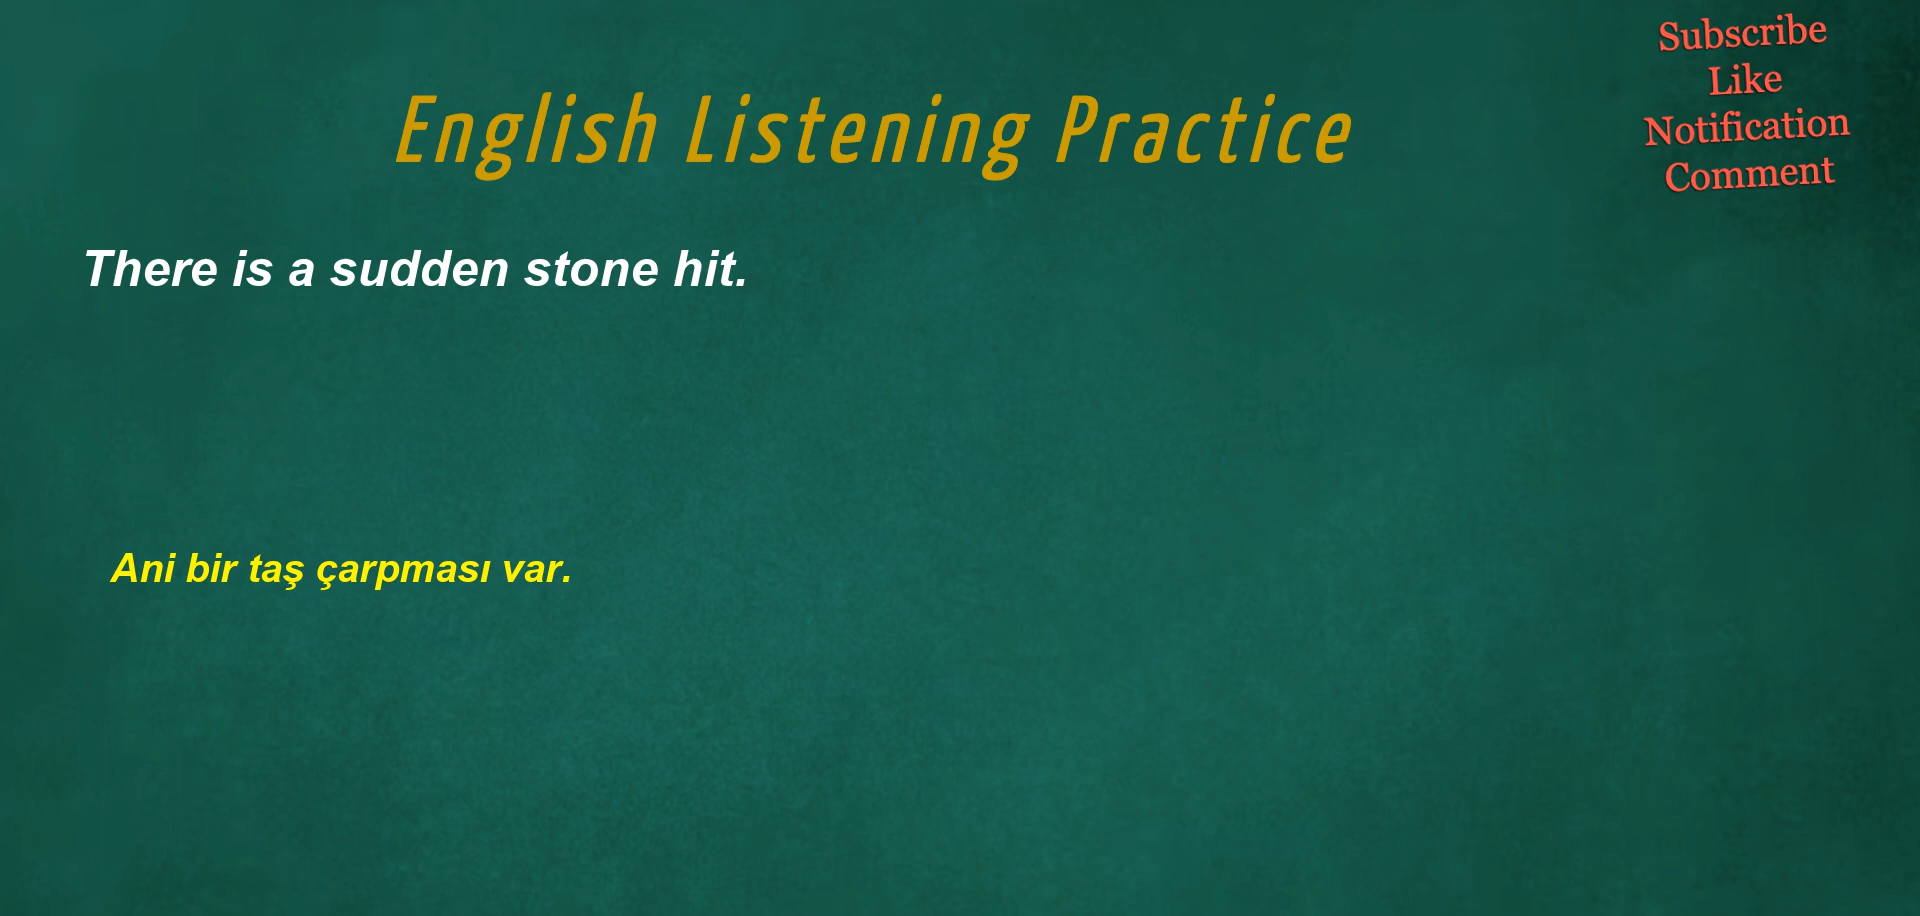 English Listening Practice
Subscribe
Like
Notification
Comment
There is a sudden stone hit.
Ani bir taş çarpması var.